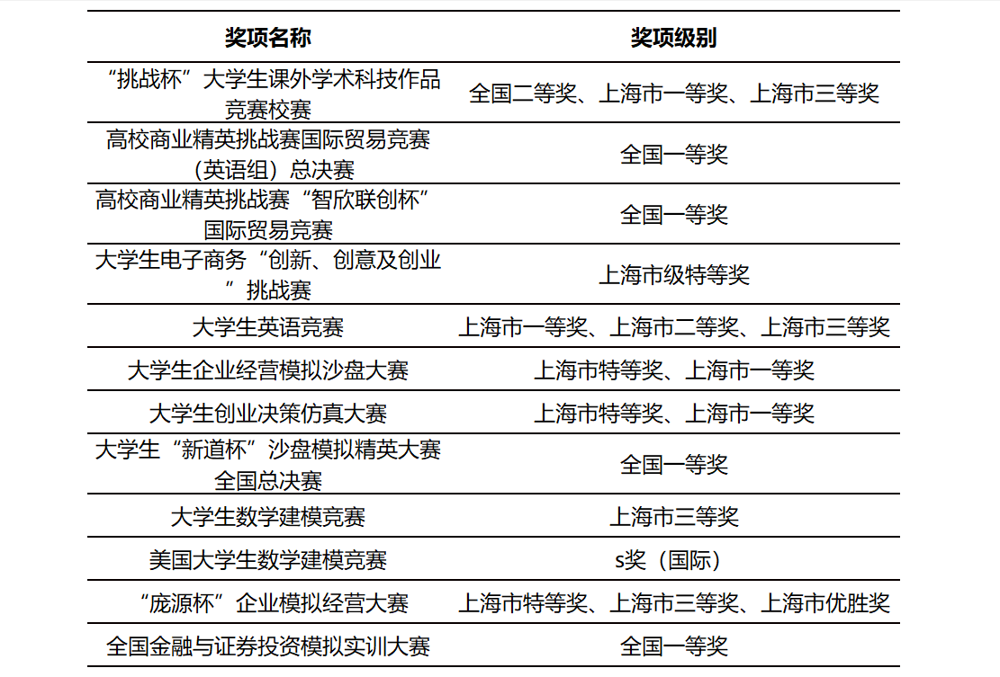 奖项名称 奖项级别
“挑战杯”大学生课外学术科技作品
竞赛校赛
全国二等奖、上海市一等奖、上海市三等奖
高校商业精英挑战赛国际贸易竞赛
（英语组）总决赛
全国一等奖
高校商业精英挑战赛“智欣联创杯”
国际贸易竞赛
全国一等奖
大学生电子商务“创新、创意及创业
”挑战赛
上海市级特等奖
大学生英语竞赛 上海市一等奖、上海市二等奖、上海市三等奖
大学生企业经营模拟沙盘大赛 上海市特等奖、上海市一等奖
大学生创业决策仿真大赛 上海市特等奖、上海市一等奖
大学生“新道杯”沙盘模拟精英大赛
全国总决赛
全国一等奖
大学生数学建模竞赛 上海市三等奖
美国大学生数学建模竞赛 s奖（国际）
“庞源杯”企业模拟经营大赛 上海市特等奖、上海市三等奖、上海市优胜奖
全国金融与证券投资模拟实训大赛 全国一等奖